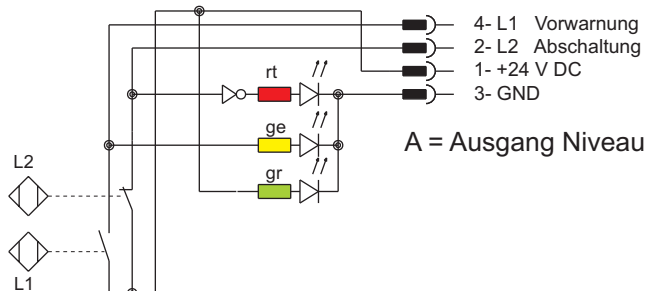 4- L1 Vorwarnung
2- L2 Abschaltung
1- +24 V DC
3- GND
rt
ge
gr
A = Ausgang Niveau
L2
L1